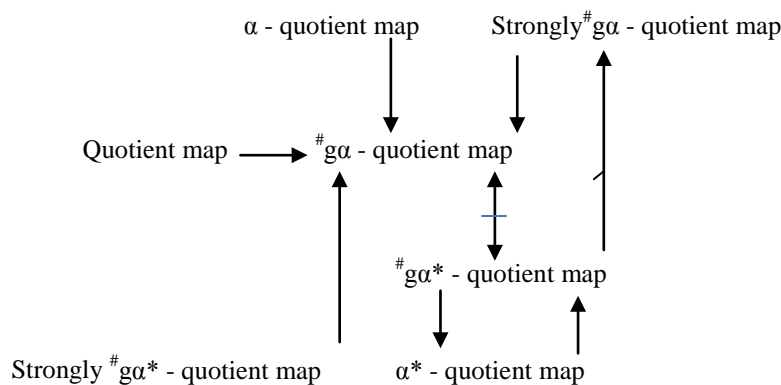 α - quotient map Strongly #gα - quotient map
Quotient map #gα - quotient map
#gα* - quotient map
Strongly #gα* - quotient map α* - quotient map